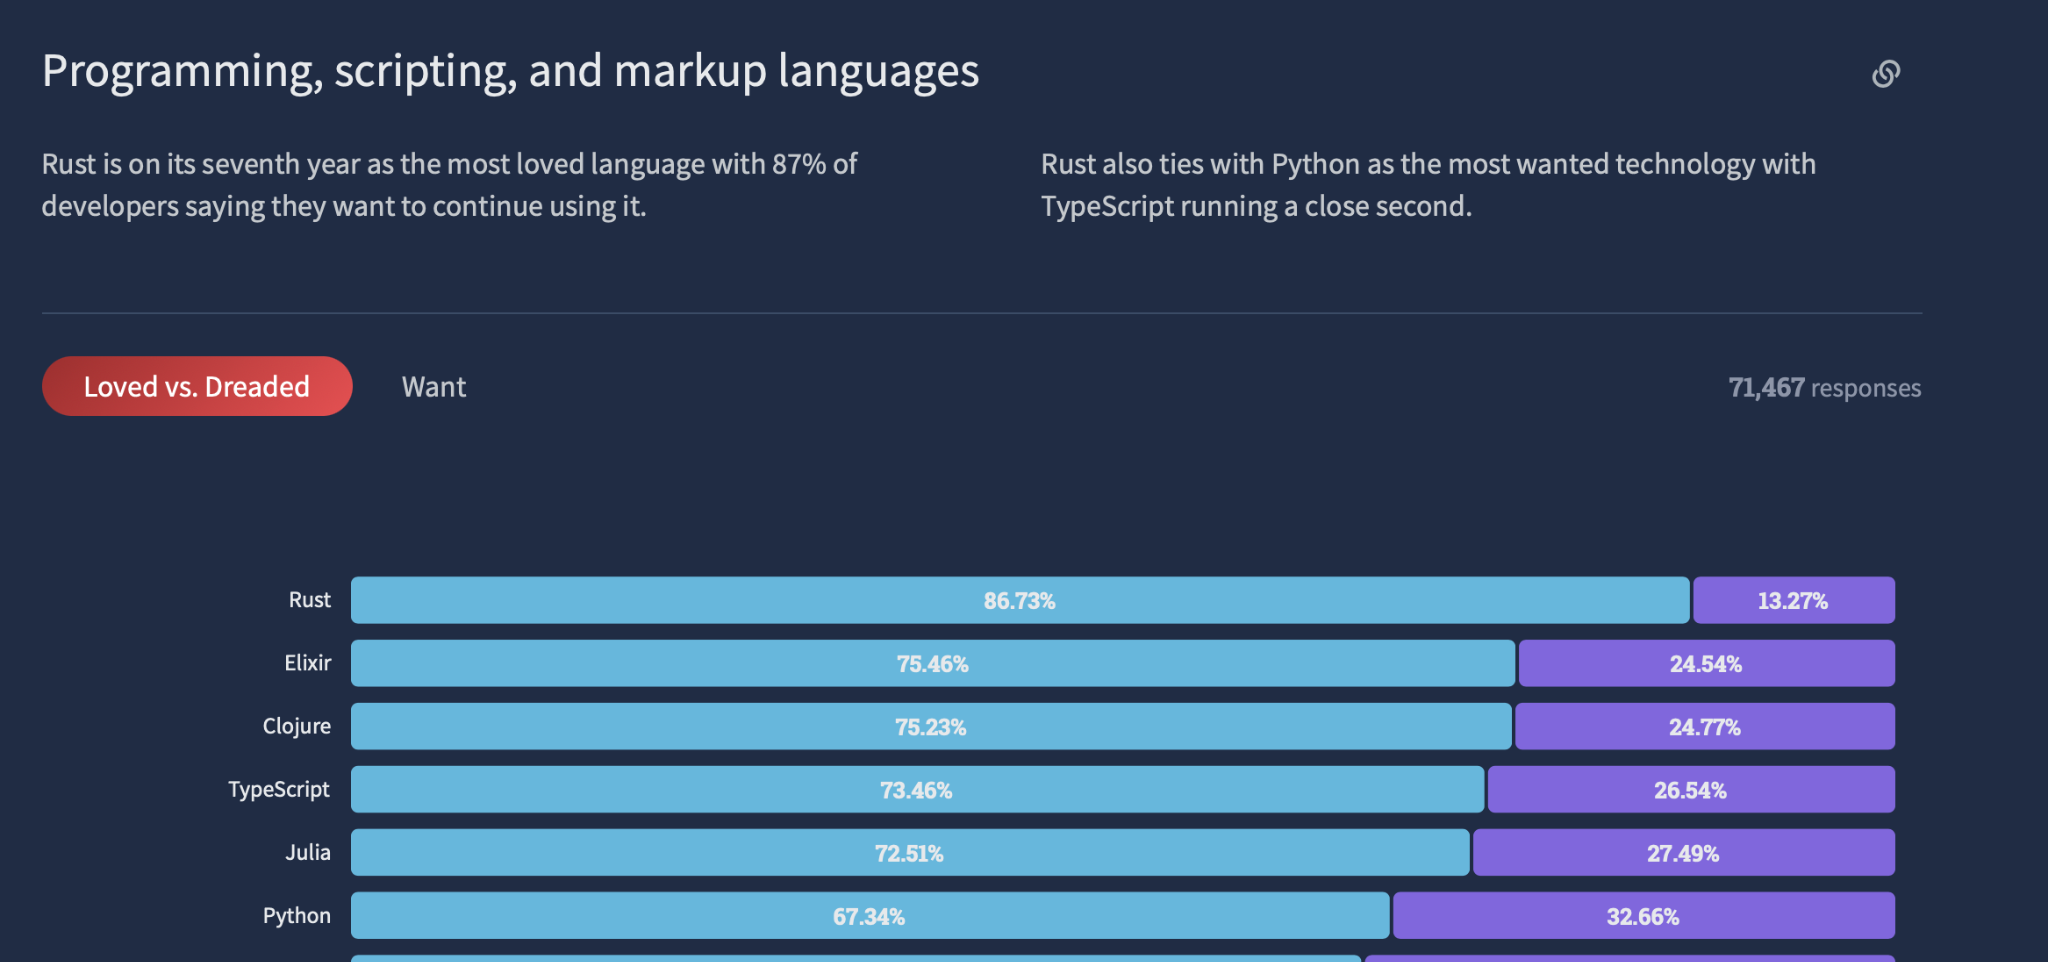 Programming, scripting, and markup languages
Rust is on its seventh year as the most loved language with 87% of
developers saying they want to continue using it.
Rust also ties with Python as the most wanted technology with
TypeScript running a close second.
Loved vs. Dreaded Want 71,467 responses
Rust 86.73% 13.27%
Elixir 75.46% 24.54%
Clojure 75.23% 24.77%
TypeScript 73.46% 26.54%
Julia 72.51% 27.49%
Python 67.34% 32.66%